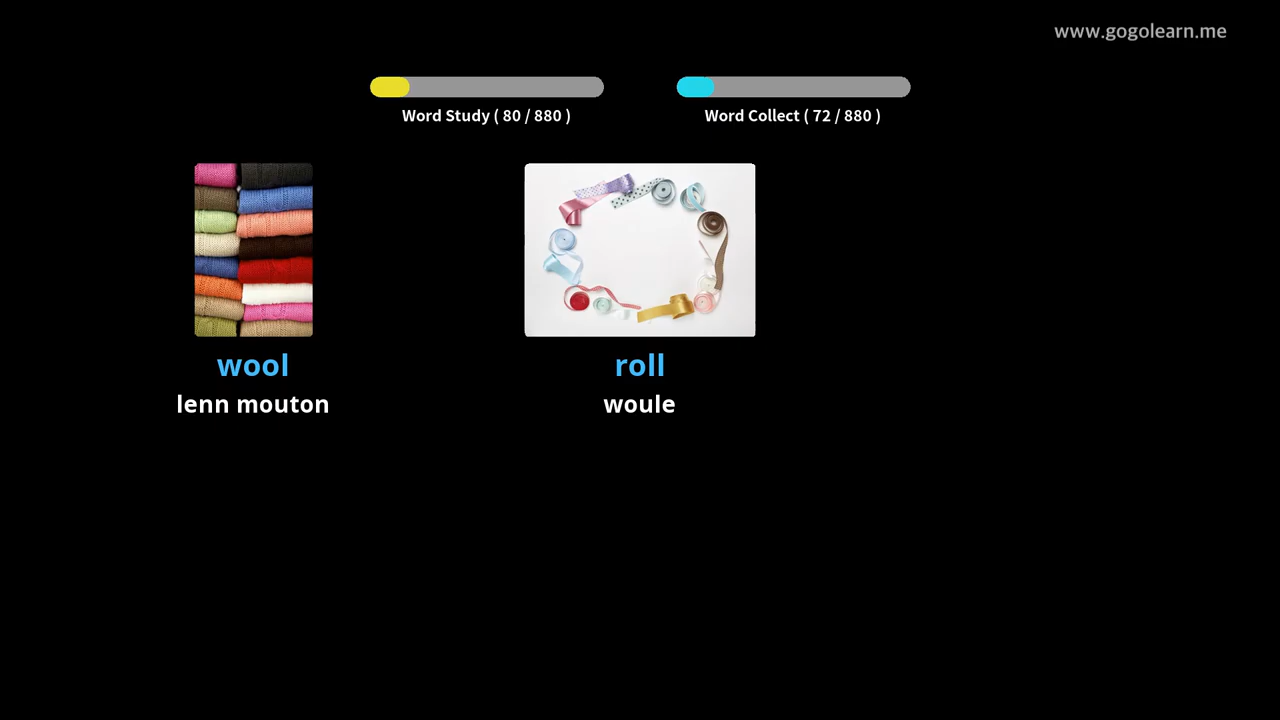 www.gogolearn.me
Word Study ( 80 / 880 )
Word Collect ( 72 / 880 )
wool
lenn mouton
roll
woule